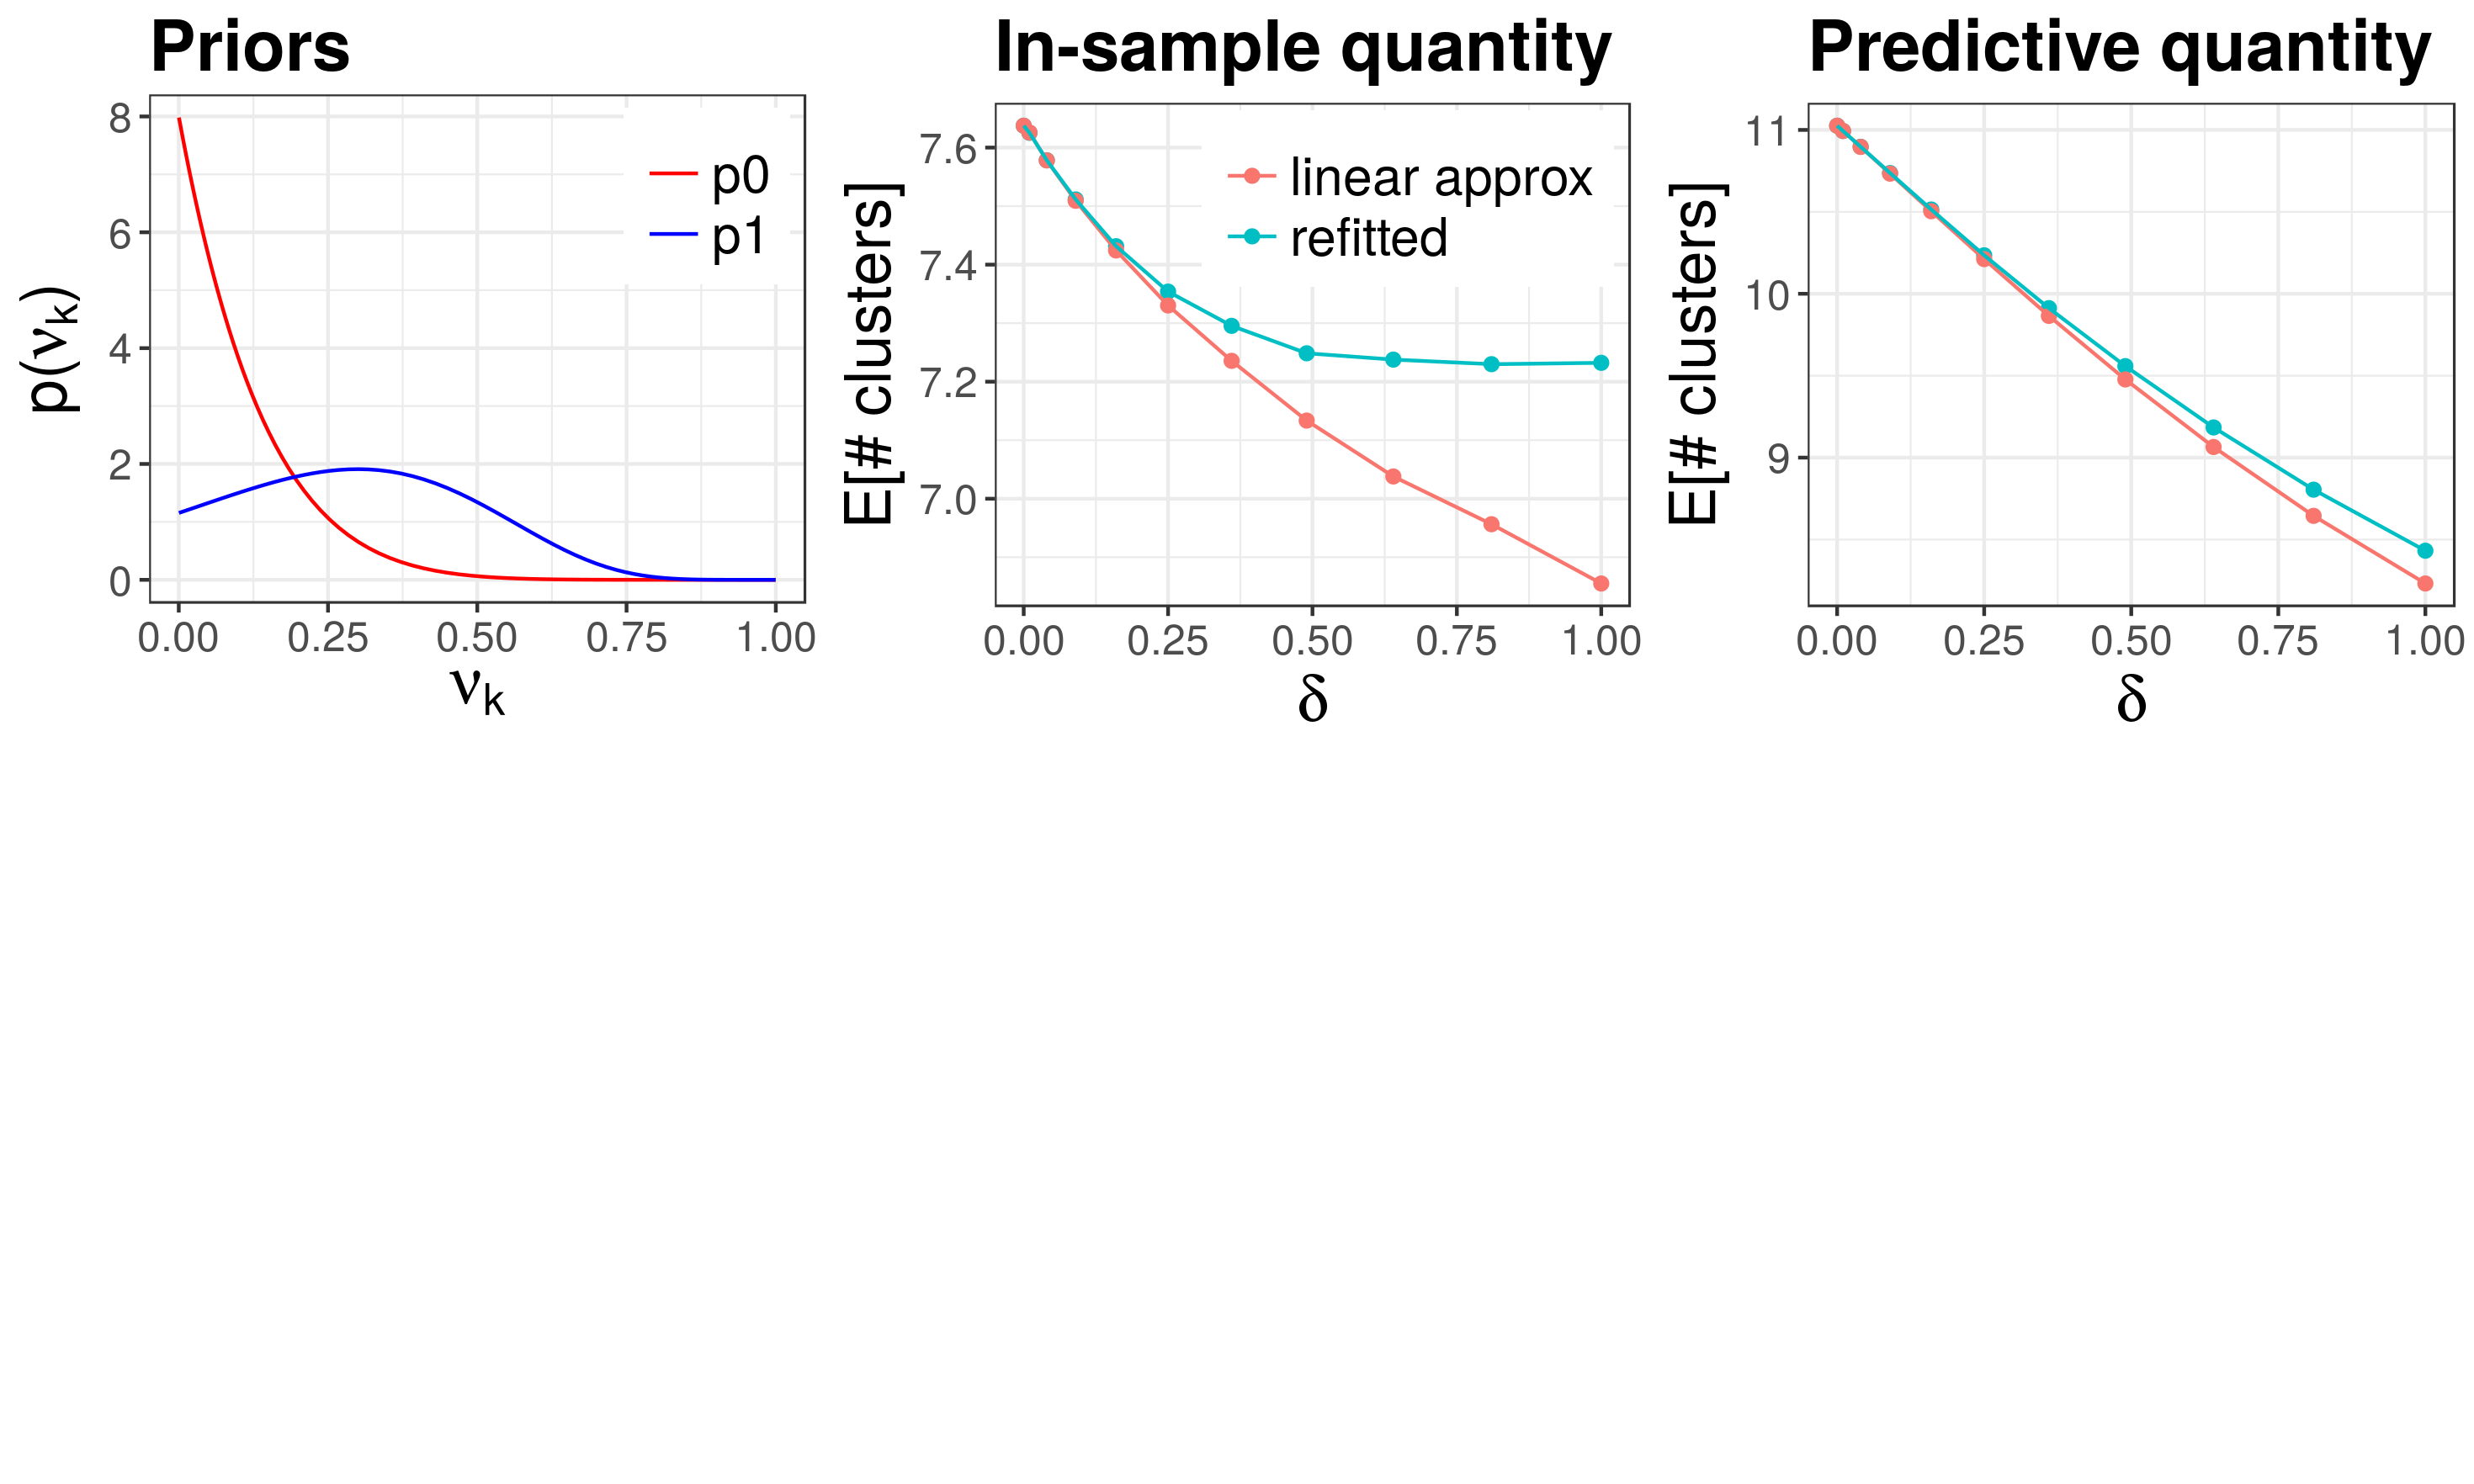 Priors
p(νk)
8
6
4
2
0
p0
p1
0.00 0.25 0.50 0.75 1.00
νk
In-sample quantity
E[# clusters]
7.6
7.4
7.2
7.0
linear approx
refitted
0.00 0.25 0.50 0.75 1.00
δ
Predictive quantity
E[# clusters]
11
10
9
0.00 0.25 0.50 0.75 1.00
δ